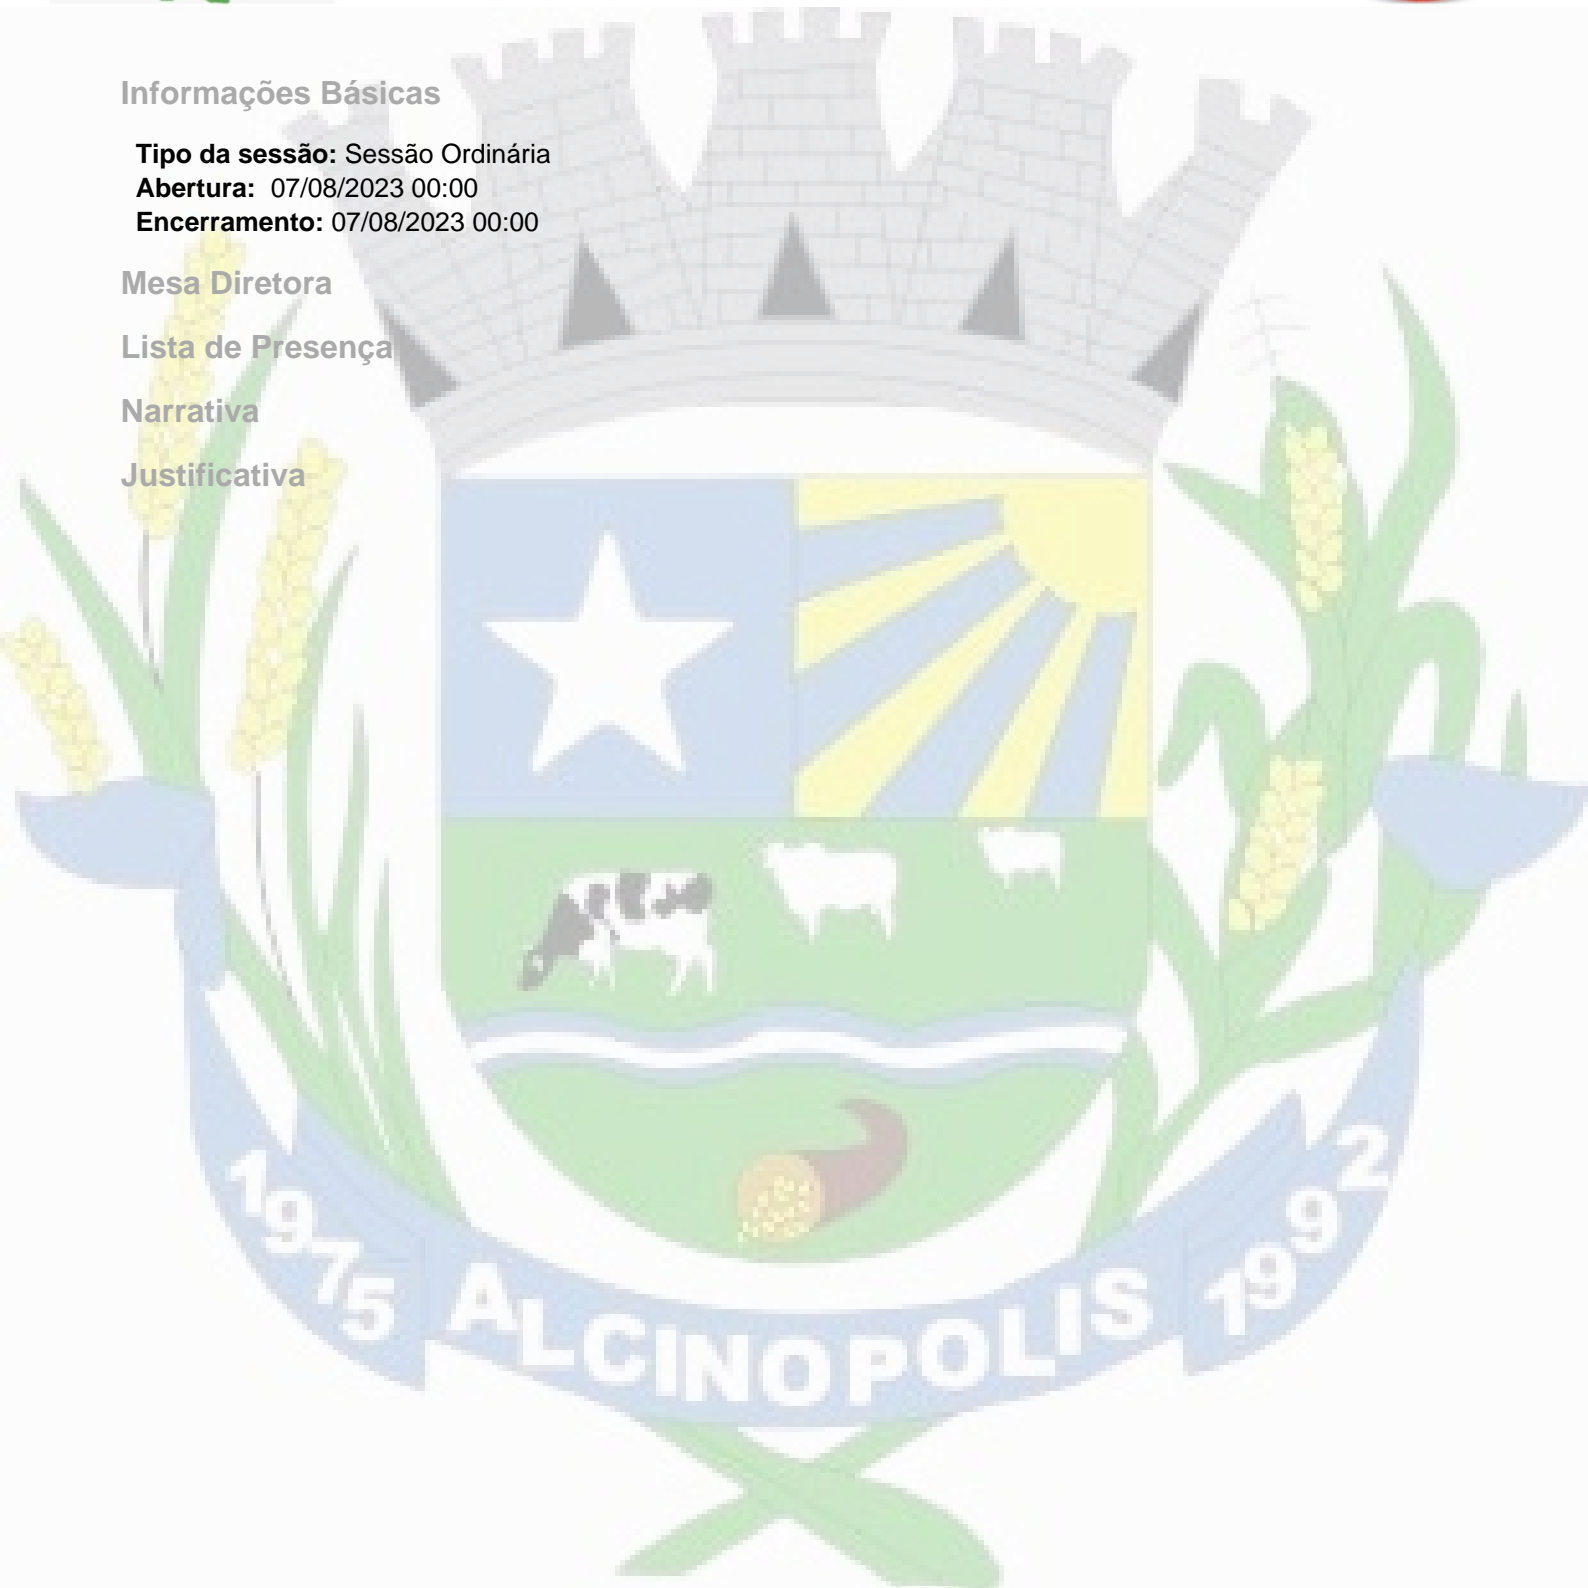 Informações Básicas
Tipo da sessão: Sessão Ordinária
Abertura: 07/08/2023 00:00
Encerramento: 07/08/2023 00:00
Mesa Diretora
Lista de Presença
Narrativa
Justificativa
1975 ALCINOPOLIS 1992